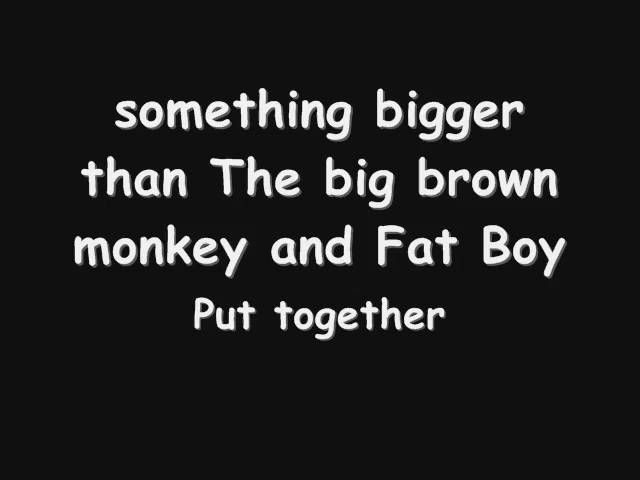 something bigger
than The big brown
monkey and Fat Boy
Put together